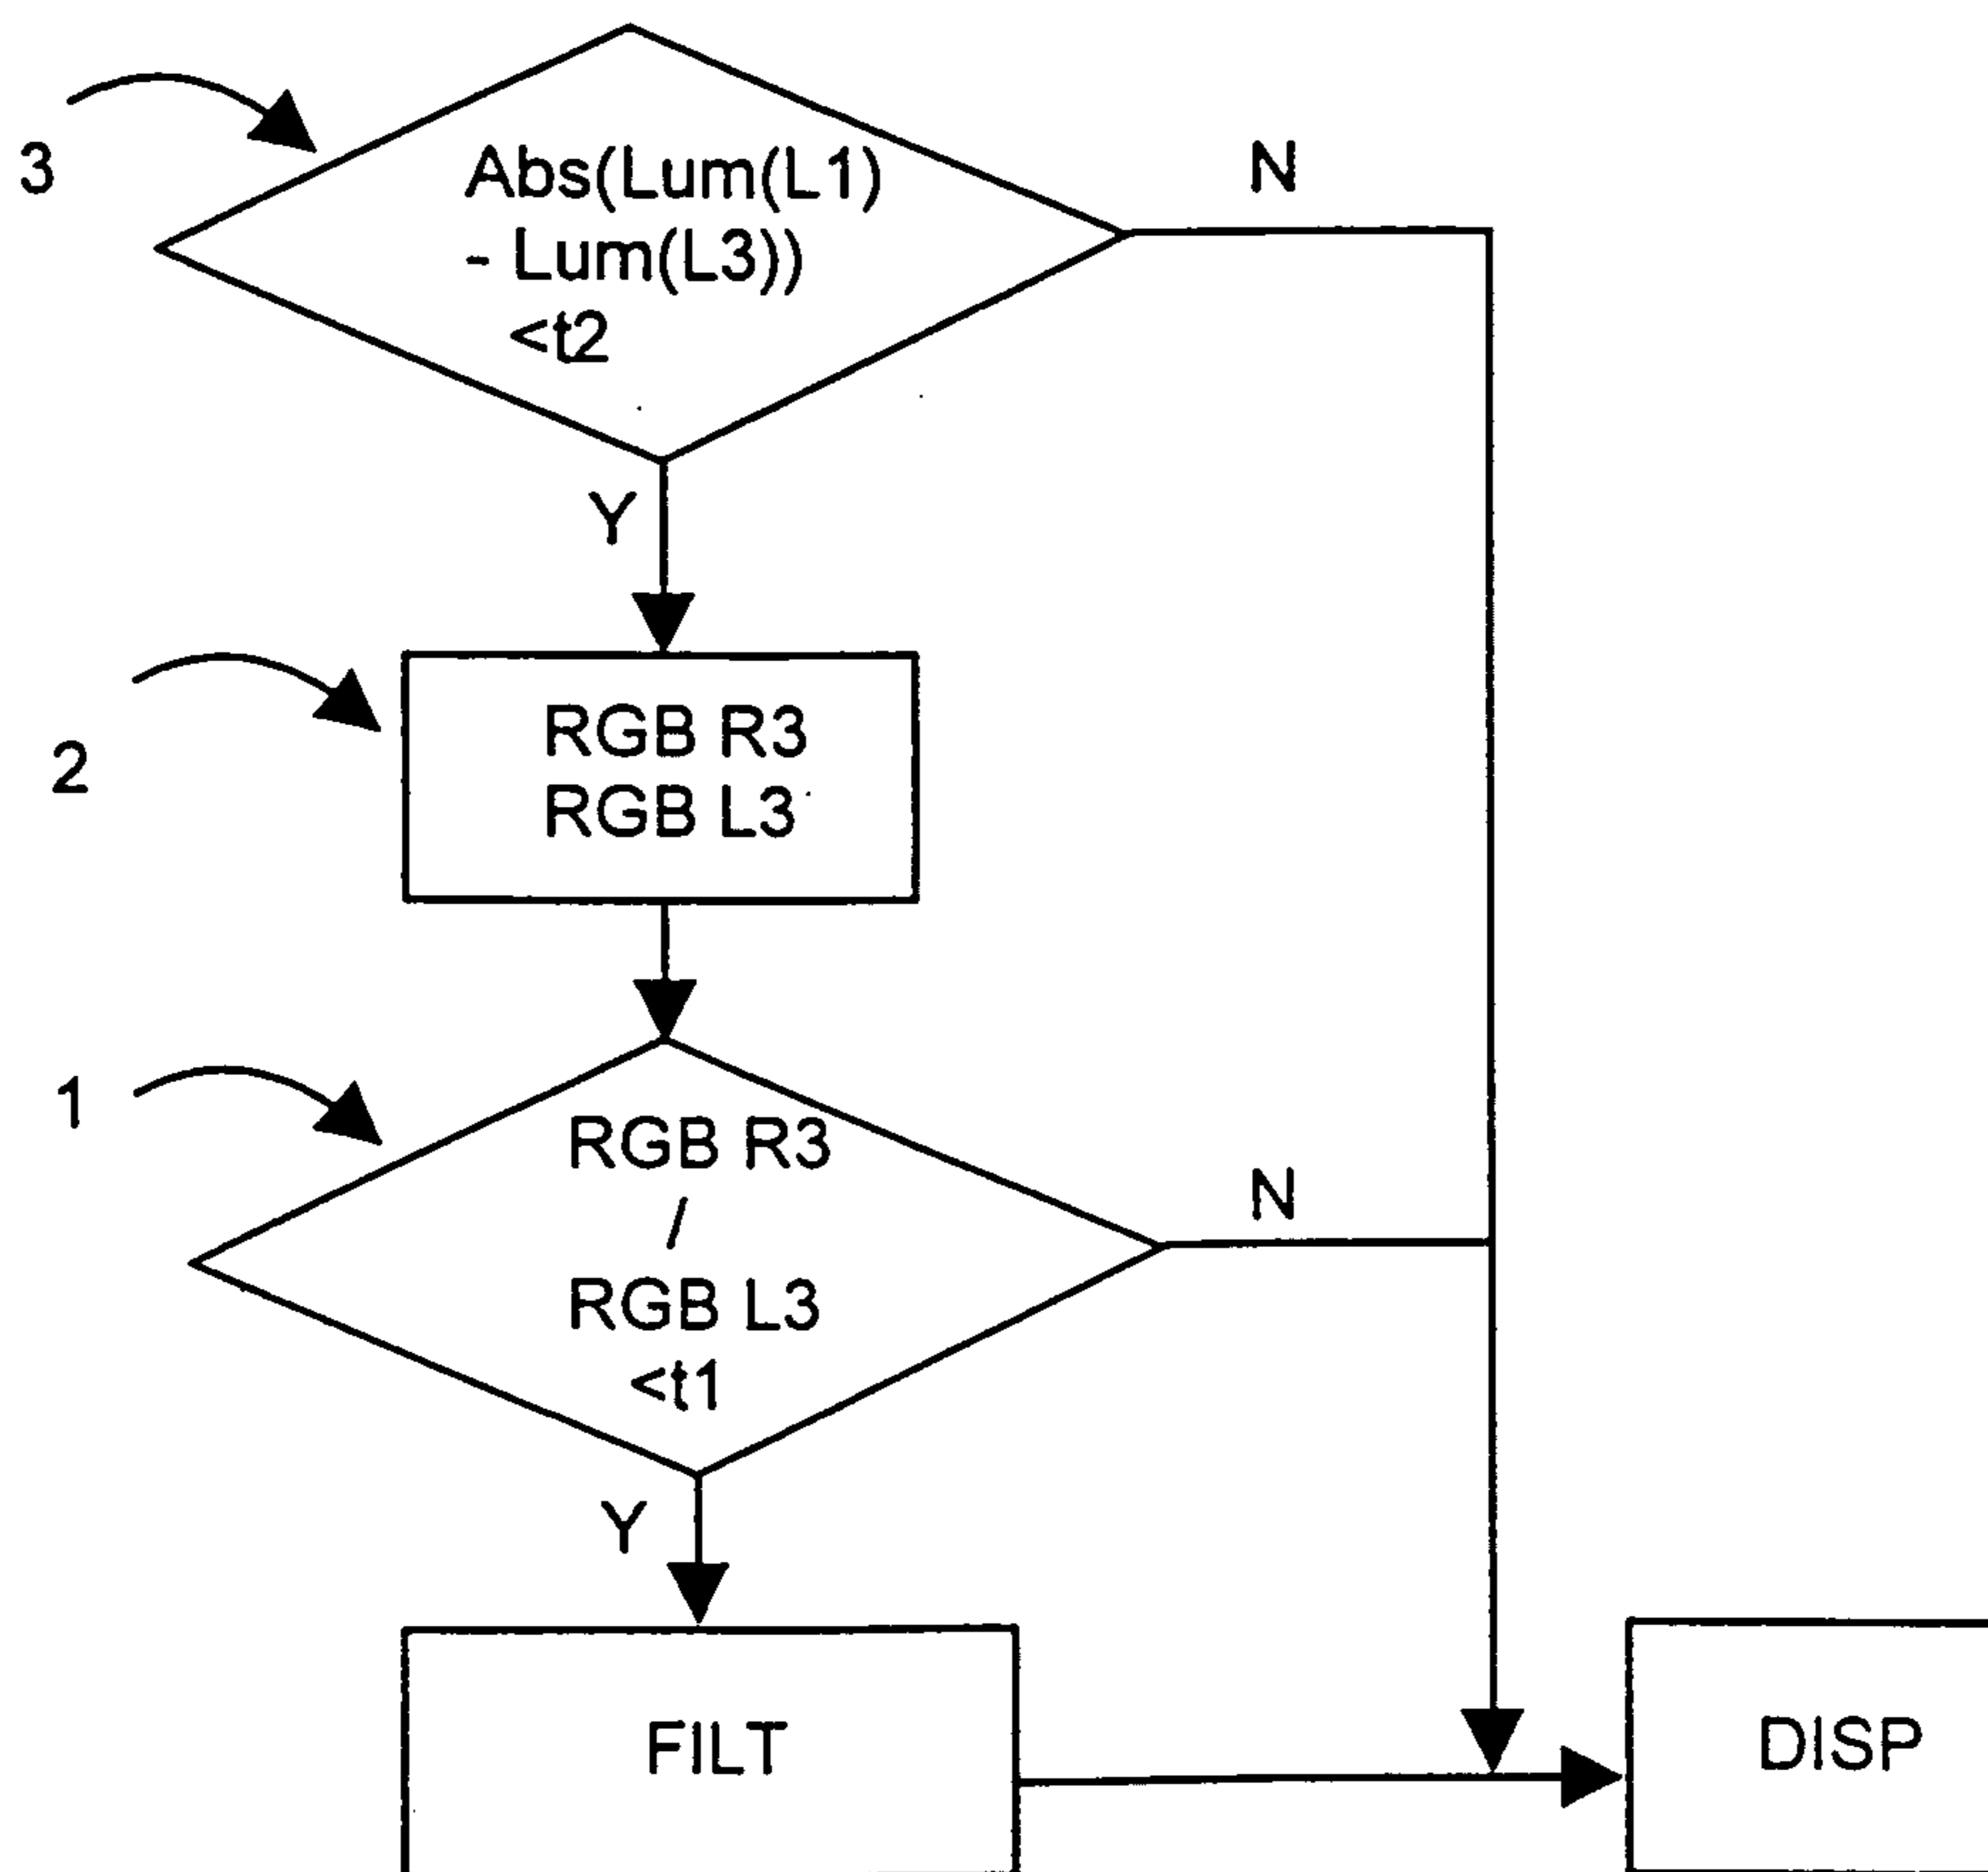 3
Abs(Lum(L1)
- Lum(L3))
<t2
N
Y
2
RGB R3
RGB L3
1
RGB R3
/
RGB L3
<t1
N
Y
FILT
DISP